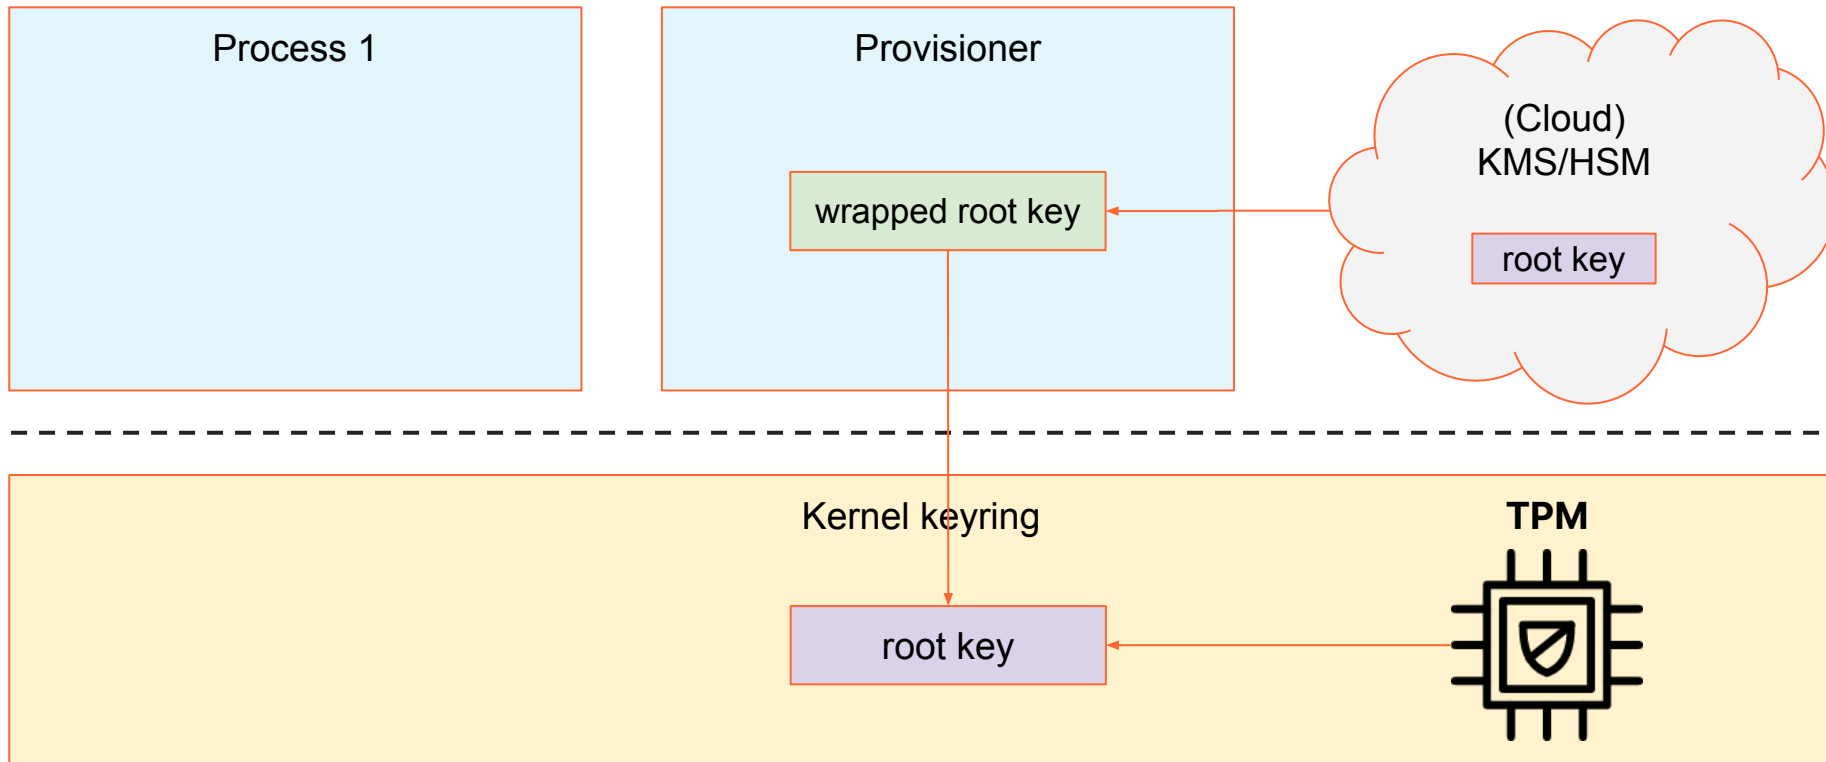 Process 1
Provisioner
(Cloud)
KMS/HSM
wrapped root key
root key
Kernel keyring
TPM
root key